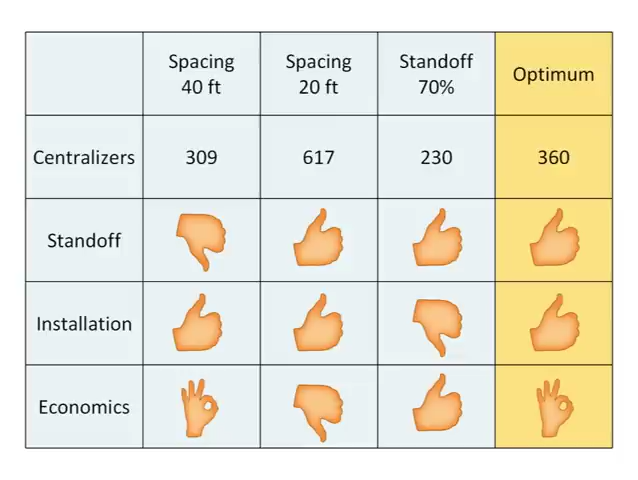 Spacing
40 ft
Spacing
20 ft
Standoff
70%
Optimum
Centralizers
309
617
230
360
Standoff
Installation
Economics